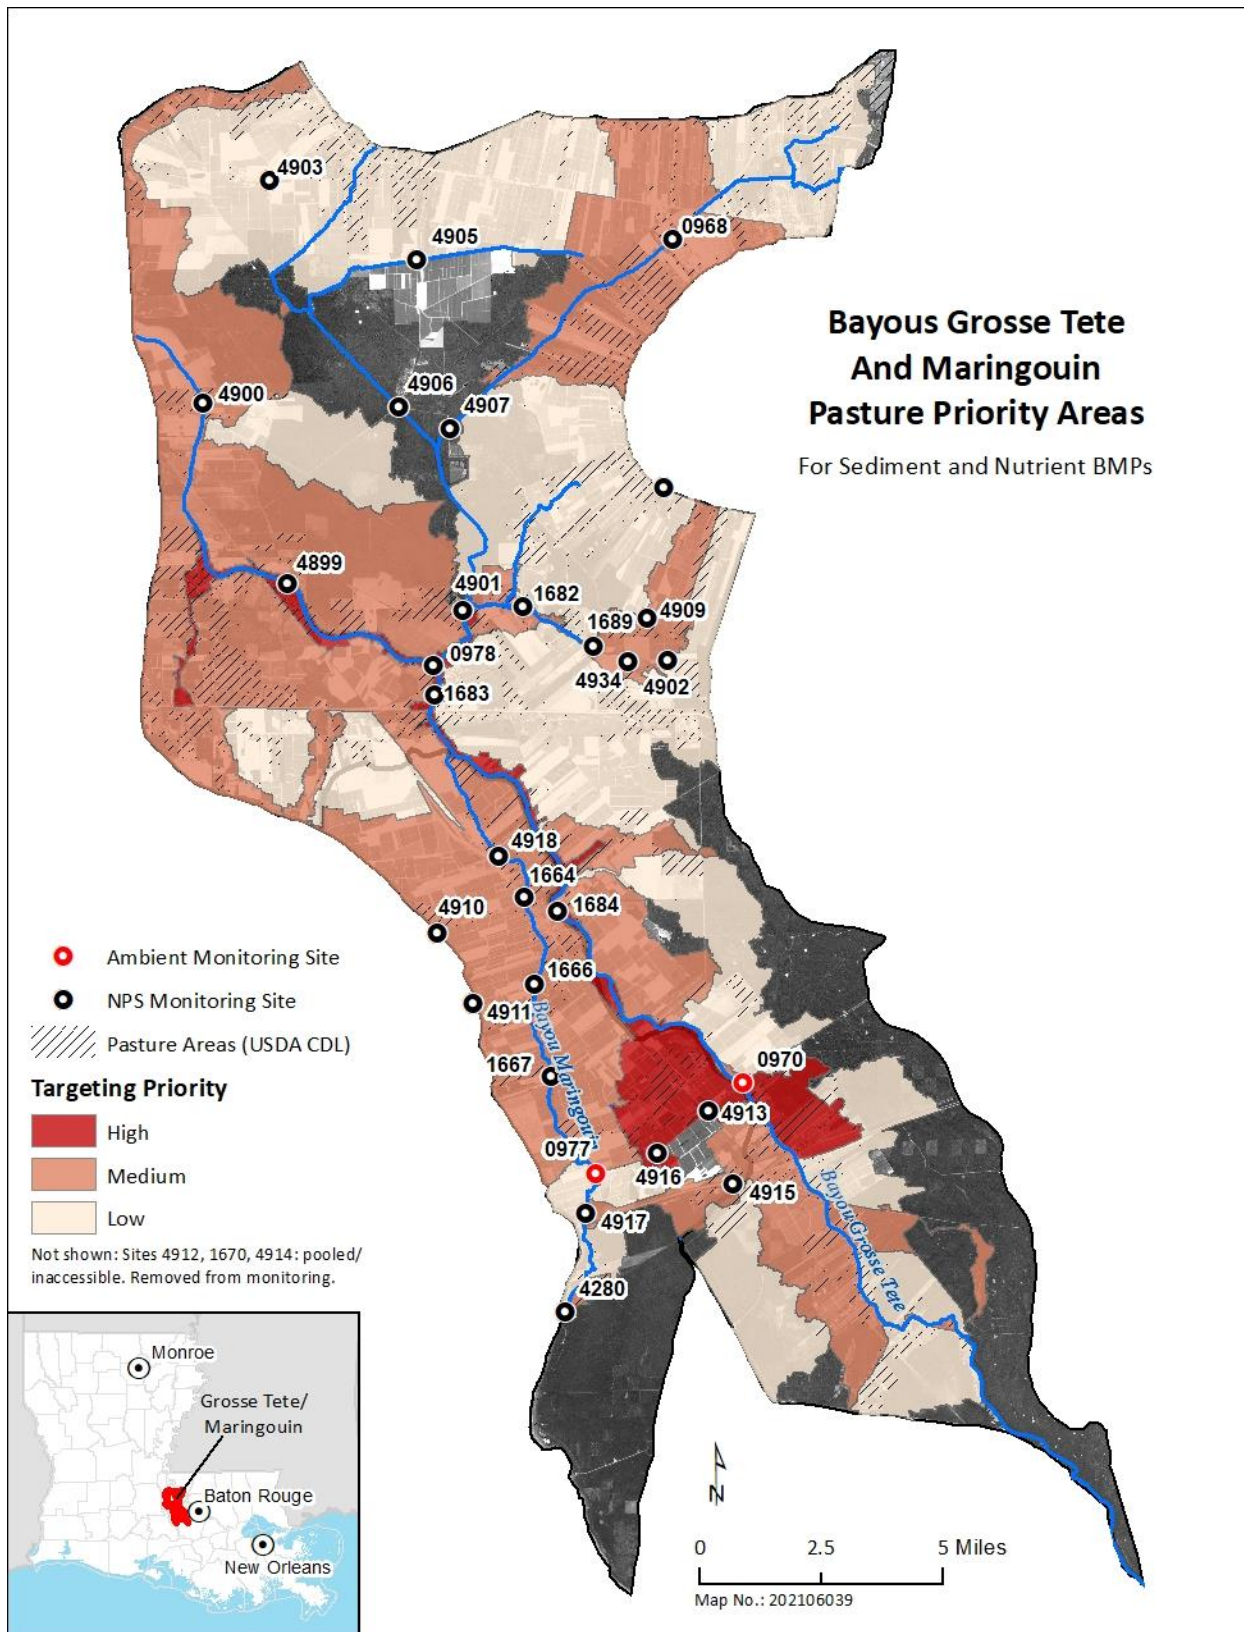 Bayous Grosse Tete
And Maringouin
Pasture Priority Areas
For Sediment and Nutrient BMPs
4903
4905
0968
4900
4906
4907
4899
4901
1682
1689
4909
0978
4934
4902
1683
4918
1664
4910
1684
1666
4911
Bayou Maringouin
1667
0970
4913
0977
4916
4915
4917
Bayou Grosse Tete
4280
Ambient Monitoring Site
NPS Monitoring Site
Pasture Areas (USDA CDL)
Targeting Priority
High
Medium
Low
Not shown: Sites 4912, 1670, 4914: pooled/
inaccessible. Removed from monitoring.
Monroe
Grosse Tete/
Maringouin
Baton Rouge
New Orleans
N
0 2.5 5 Miles
Map No.: 202106039